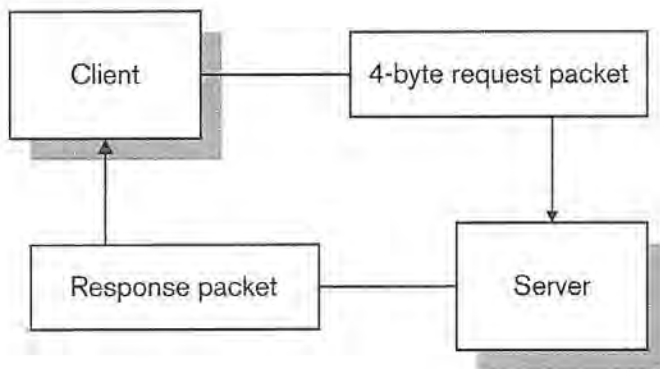 Client
4-byte request packet
Response packet
Server